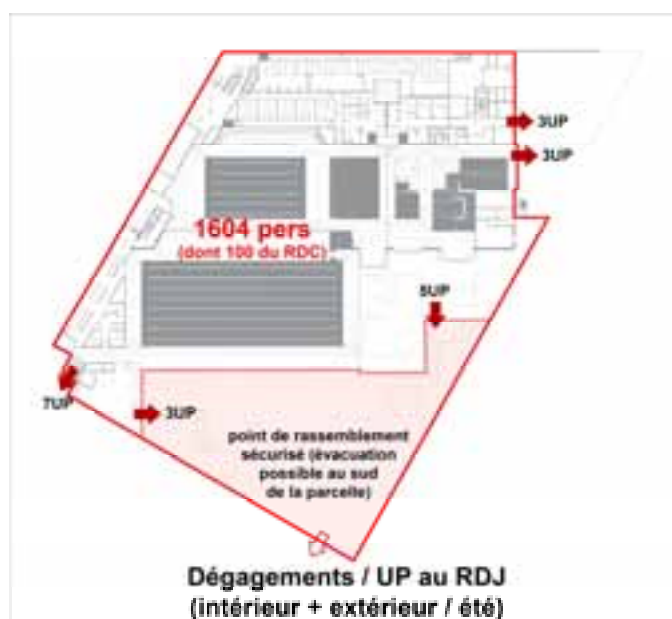 3UP
3UP
1604 pers
(dont 100 du RDC)
5UP
7UP
3UP
point de rassemblement
sécurisé (évacuation
possible au sud
de la parcelle)
Dégagements / UP au RDJ
(intérieur + extérieur / été)